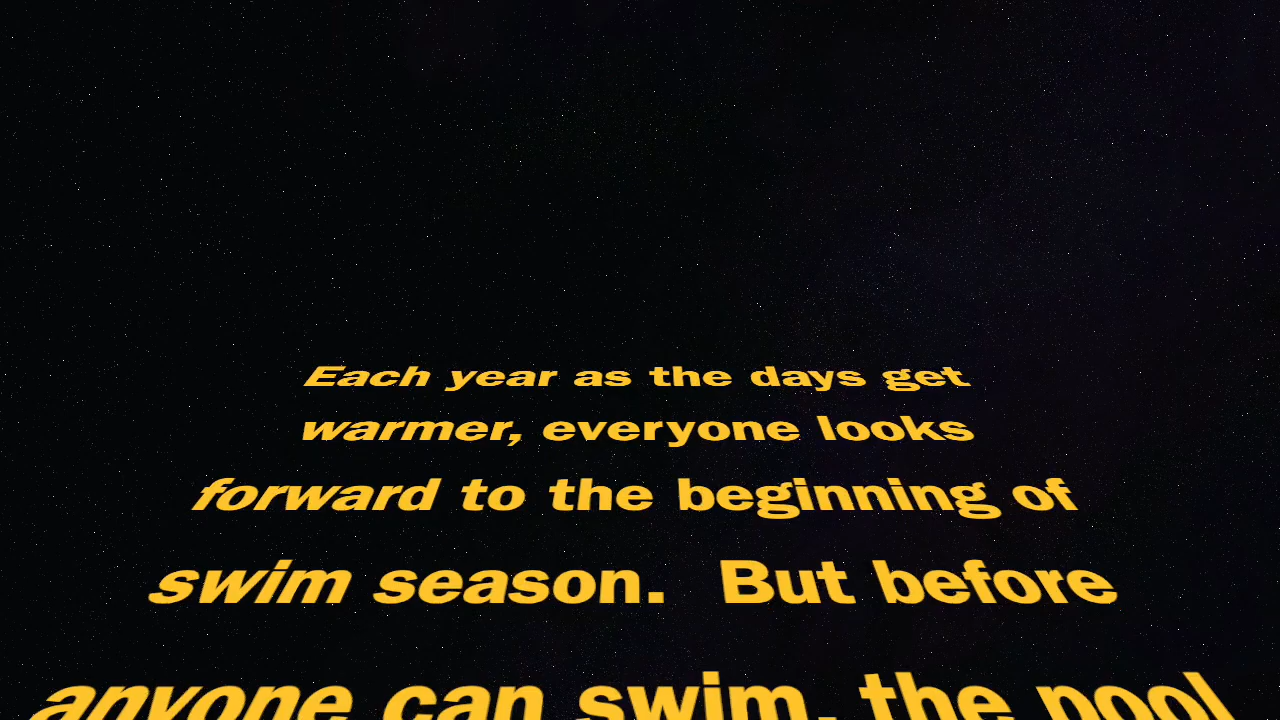 Each year as the days get
warmer, everyone looks
forward to the beginning of
swim season.  But before
anyone can swim, the pool